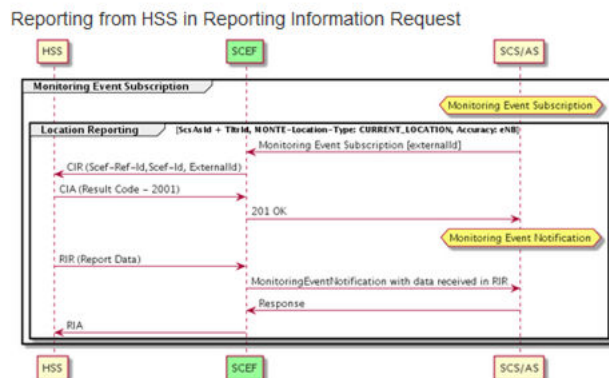 Reporting from HSS in Reporting Information Request
HSS SCEF SCS/AS
Monitoring Event Subscription
Monitoring Event Subscription
Location Reporting [ScsAsId + TltrId, MONTE-Location-Type: CURRENT_LOCATION, Accuracy: eNB]
Monitoring Event Subscription [externalId]
CIR (Scef-Ref-Id,Scef-Id, ExternalId)
CIA (Result Code - 2001)
201 OK
Monitoring Event Notification
RIR (Report Data)
MonitoringEventNotification with data received in RIR
Response
RIA
HSS SCEF SCS/AS